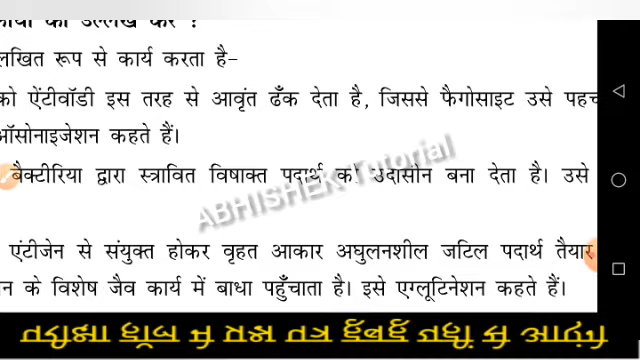 कार्यो का उल्लेख करें ?
लखित रूप से कार्य करता है–
को ऐंटीवॉडी इस तरह से आवृंत ढँक देता है, जिससे फैगोसाइट उसे पहच
ऑसोनाइजेशन कहते हैं।
बैक्टीरिया द्वारा स्त्रावित विषाक्त पदार्थ को उदासीन बना देता है। उसे
ABHISHEK Tutorial
एंटीजेन से संयुक्त होकर वृहत आकार अघुलनशील जटिल पदार्थ तैयार
न के विशेष जैव कार्य में बाधा पहुँचाता है। इसे एग्लूटिनेशन कहते हैं।